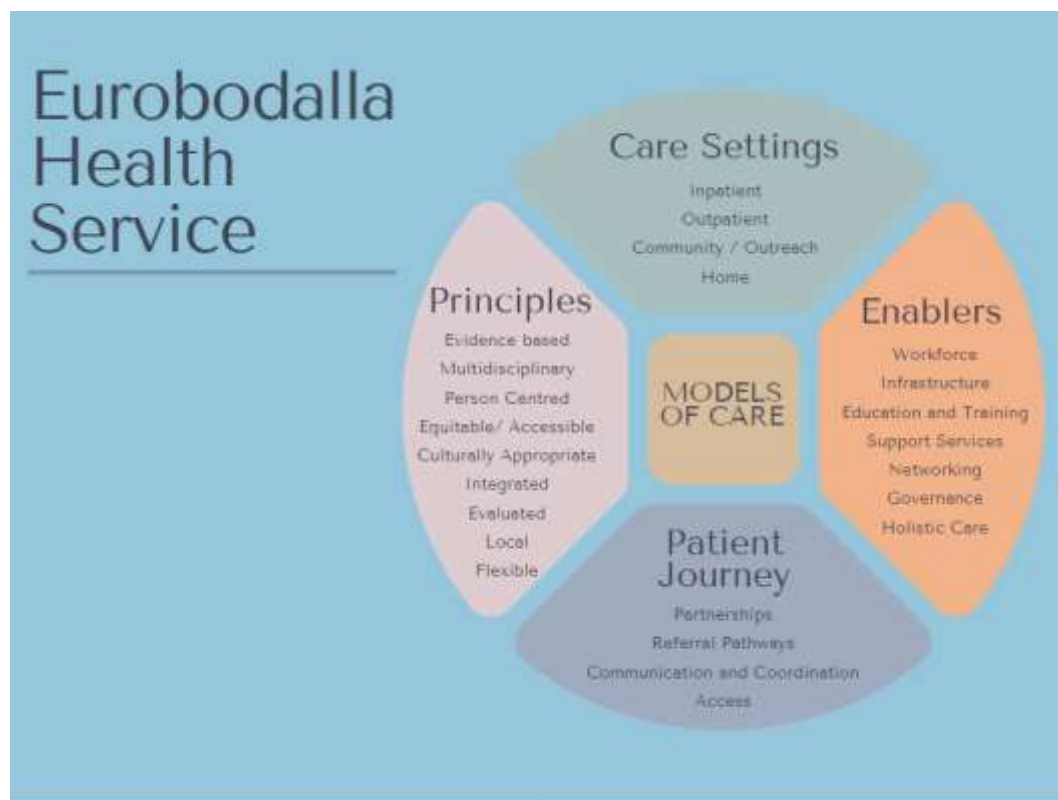 Eurobodalla
Health
Service
Care Settings
Inpatient
Outpatient
Community / Outreach
Home
Principles
Evidence based
Multidisciplinary
Person Centred
Equitable/ Accessible
Culturally Appropriate
Integrated
Evaluated
Local
Flexible
MODELS
OF CARE
Enablers
Workforce
Infrastructure
Education and Training
Support Services
Networking
Governance
Holistic Care
Patient
Journey
Partnerships
Referral Pathways
Communication and Coordination
Access